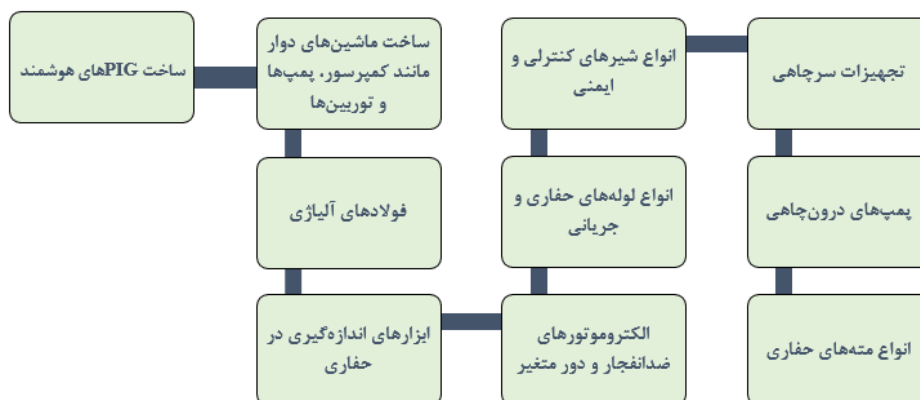 تجهیزات سرچاهی
پمپ‌های درون‌چاهی
انواع مته‌های حفاری
انواع شیرهای کنترلی و
ایمنی
انواع لوله‌های حفاری و
جریانی
الکتروموتورهای
ضدانفجار و دور متغیر
ساخت ماشین‌های دوار
مانند کمپرسور، پمپ‌ها
و توربین‌ها
فولادهای آلیاژی
ابزارهای اندازه‌گیری در
حفاری
ساخت PIGهای هوشمند